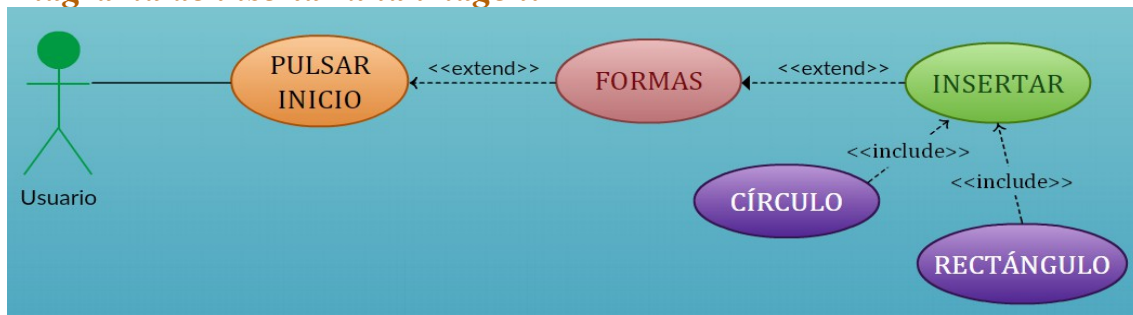 PULSAR
INICIO
<<extend>>
FORMAS
<<extend>>
INSERTAR
<<include>>
<<include>>
Usuario
CÍRCULO
RECTÁNGULO